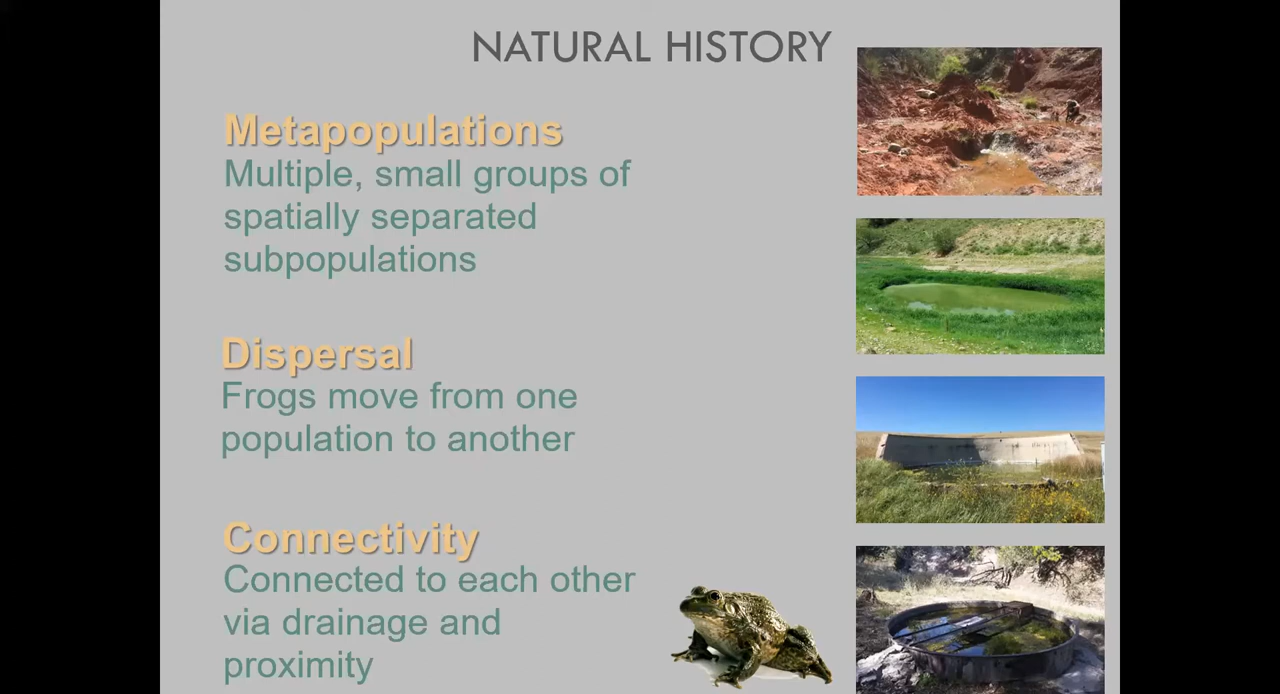 NATURAL HISTORY
Metapopulations
Multiple, small groups of
spatially separated
subpopulations
Dispersal
Frogs move from one
population to another
Connectivity
Connected to each other
via drainage and
proximity